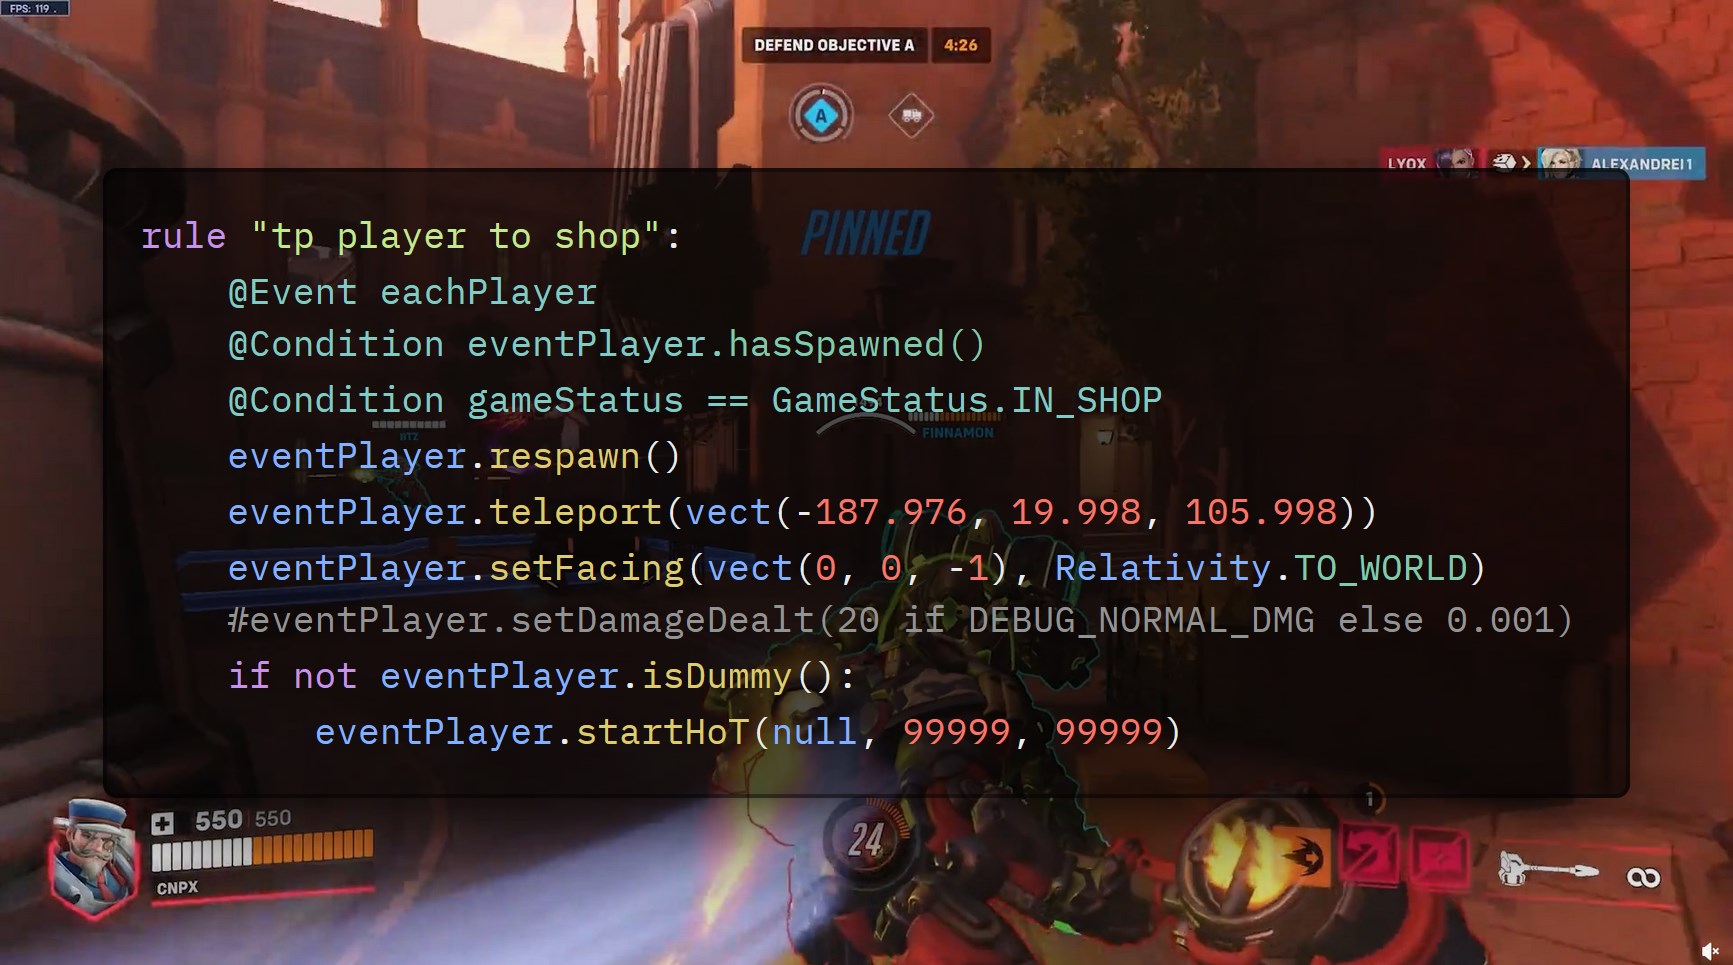 FPS: 119 .
DEFEND OBJECTIVE A 4:26
A
LYOX ALEXANDREI1
PINNED
rule "tp player to shop":
@Event eachPlayer
@Condition eventPlayer.hasSpawned()
@Condition gameStatus == GameStatus.IN_SHOP
BTZ
FINNAMON
eventPlayer.respawn()
eventPlayer.teleport(vect(-187.976, 19.998, 105.998))
eventPlayer.setFacing(vect(0, 0, -1), Relativity.TO_WORLD)
#eventPlayer.setDamageDealt(20 if DEBUG_NORMAL_DMG else 0.001)
if not eventPlayer.isDummy():
eventPlayer.startHoT(null, 99999, 99999)
550 | 550
CNPX
24
1
∞